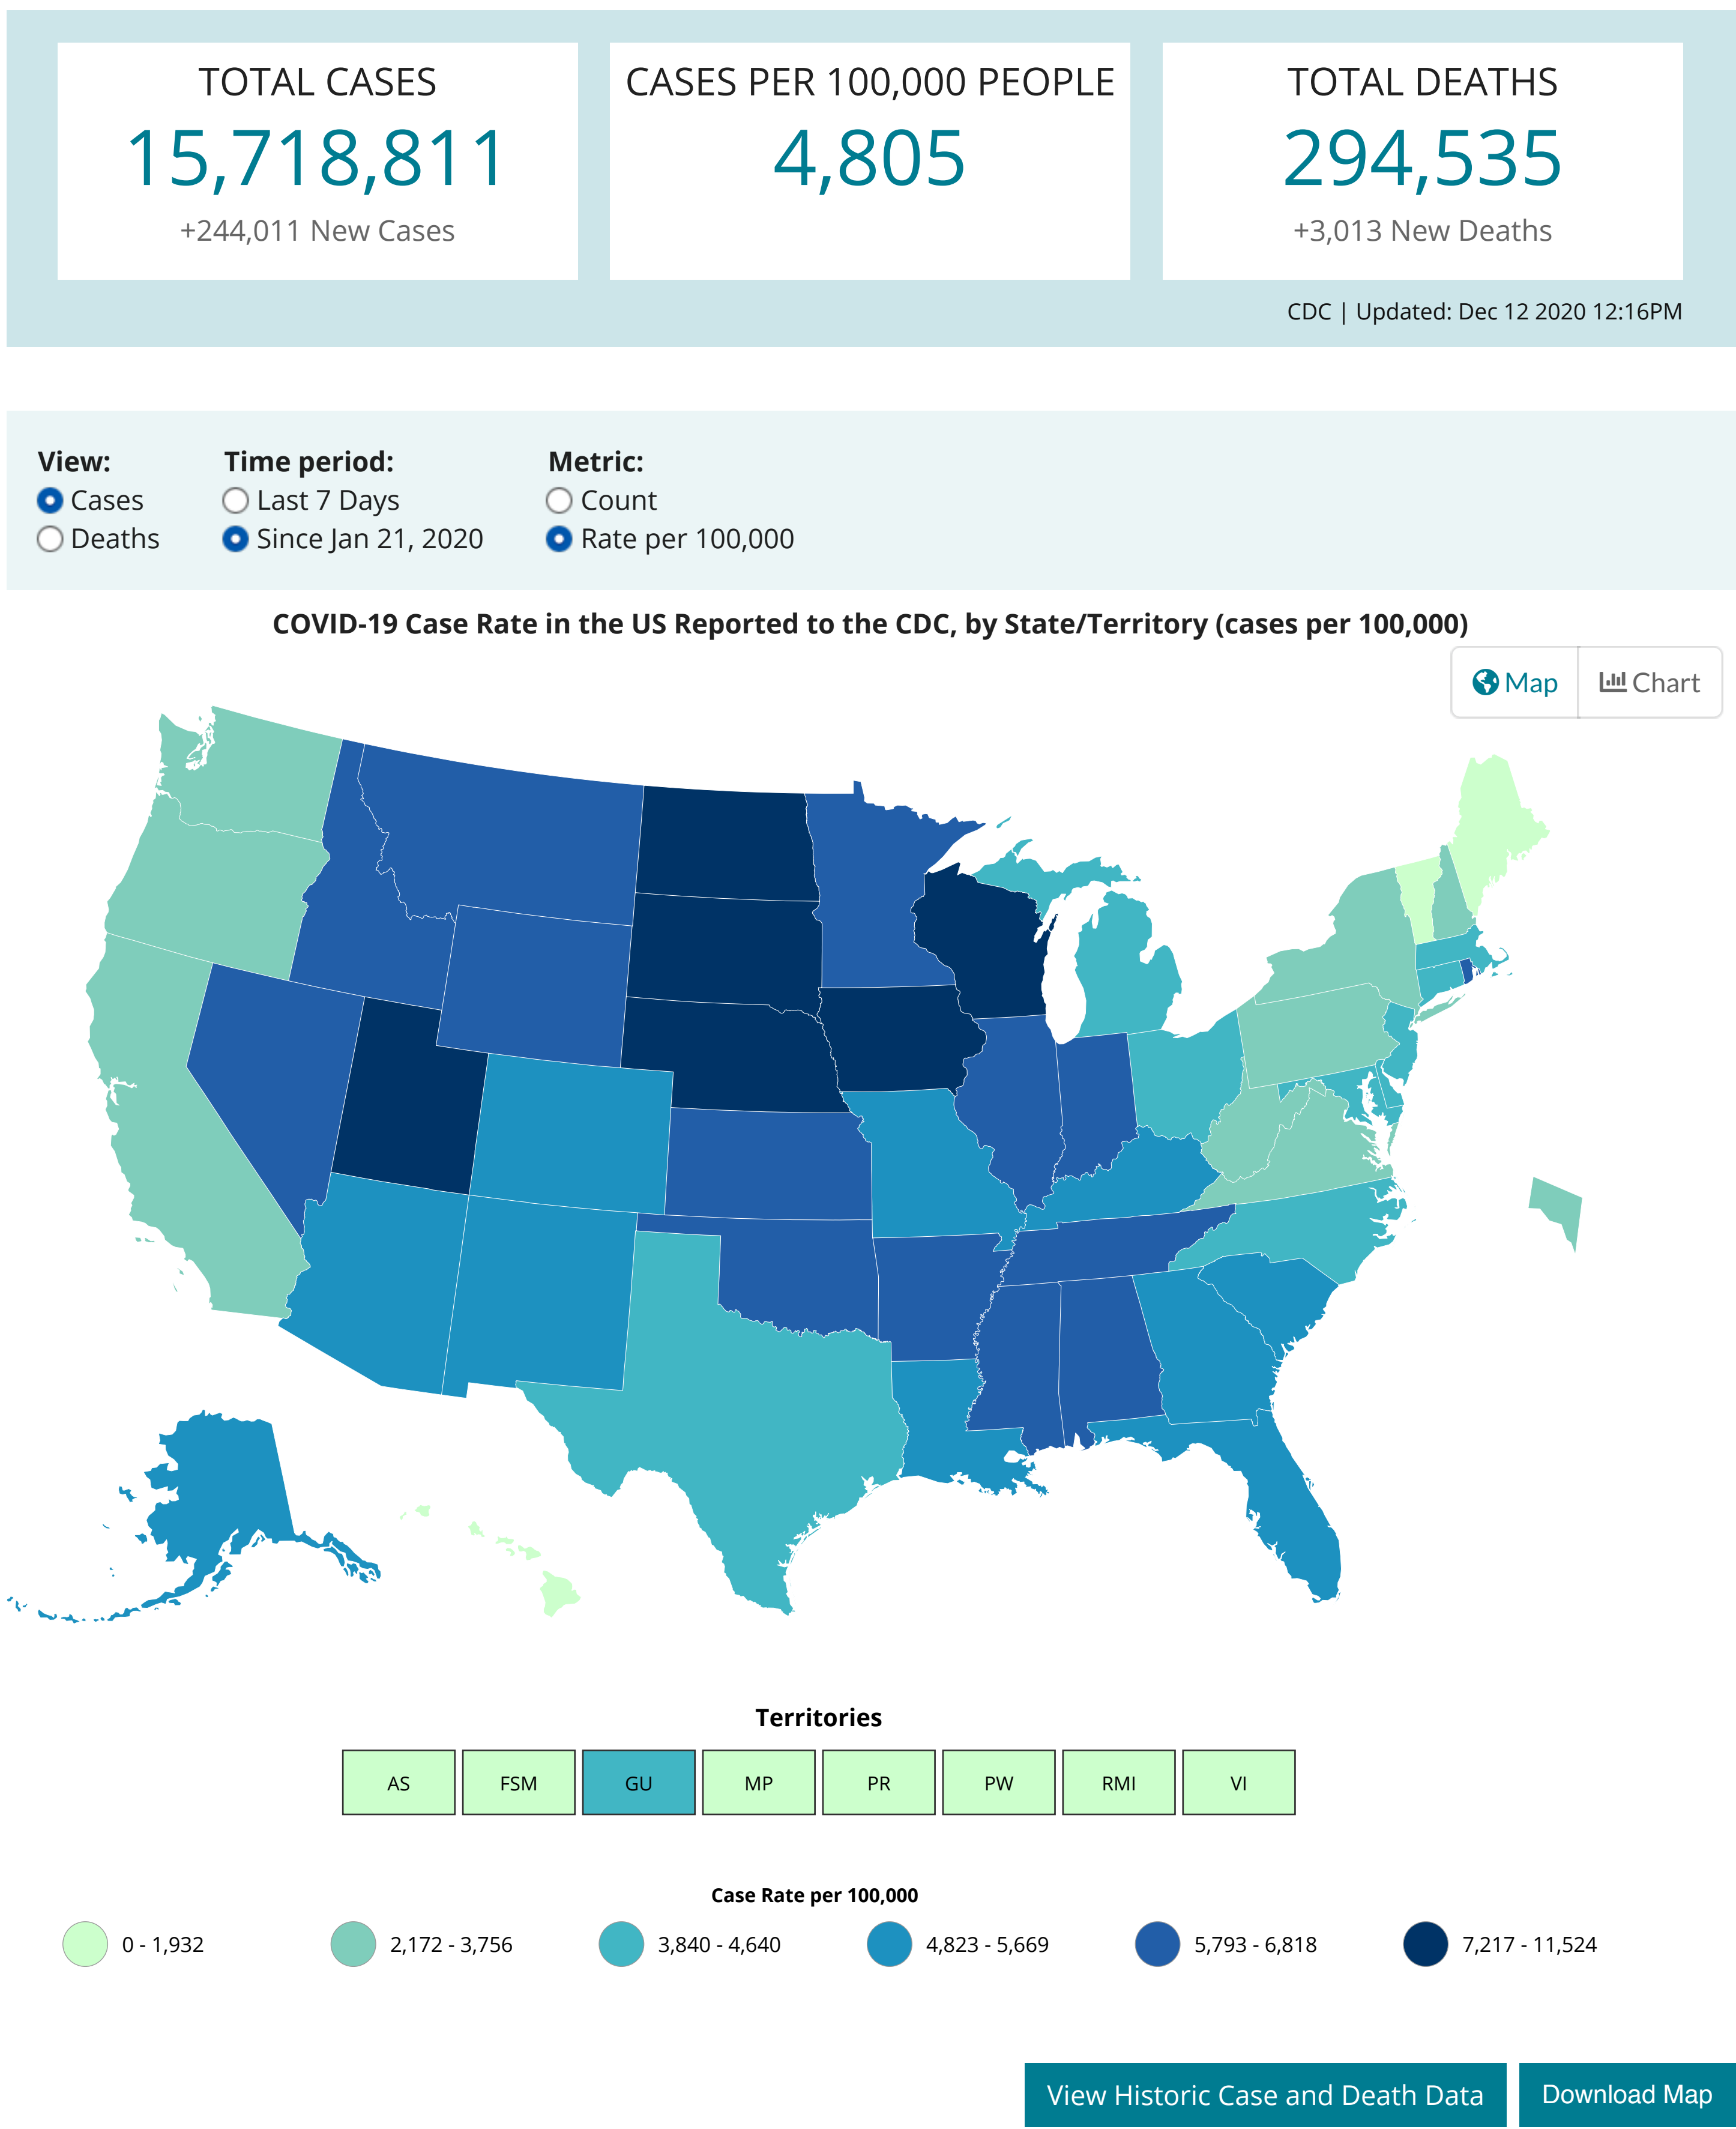 TOTAL CASES
15,718,811
+244,011 New Cases
CASES PER 100,000 PEOPLE
4,805
TOTAL DEATHS
294,535
+3,013 New Deaths
CDC | Updated: Dec 12 2020 12:16PM
View:
Cases
Deaths
Time period:
Last 7 Days
Since Jan 21, 2020
Metric:
Count
Rate per 100,000
COVID-19 Case Rate in the US Reported to the CDC, by State/Territory (cases per 100,000)
Map
Chart
Territories
AS FSM GU MP PR PW RMI VI
Case Rate per 100,000
0 - 1,932 2,172 - 3,756 3,840 - 4,640 4,823 - 5,669 5,793 - 6,818 7,217 - 11,524
View Historic Case and Death Data
Download Map